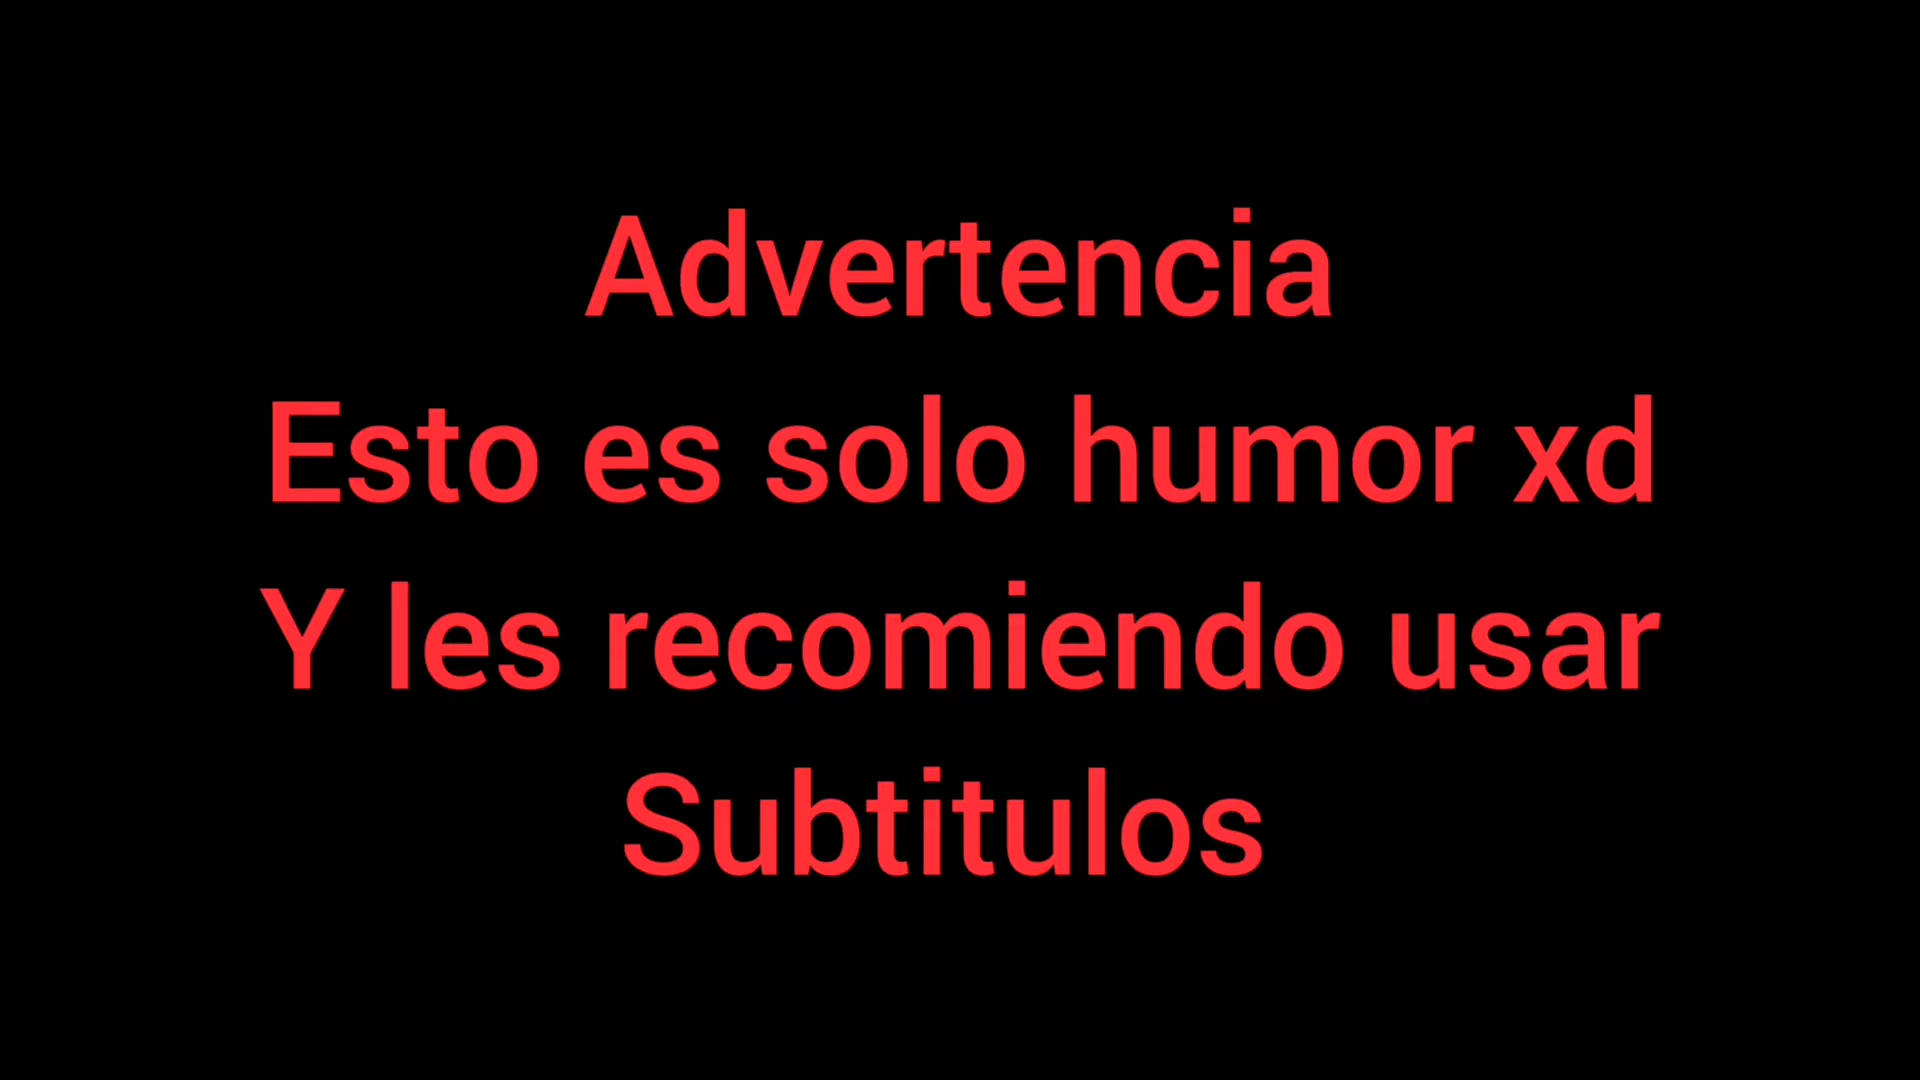 Advertencia
Esto es solo humor xd
Y les recomiendo usar
Subtitulos